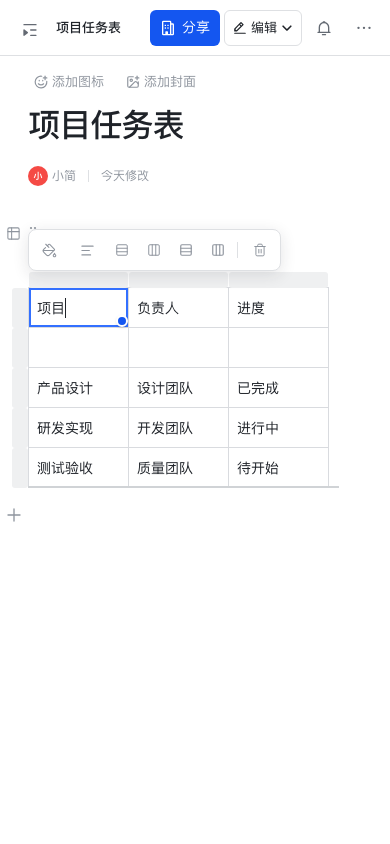 项目任务表 分享 编辑
添加图标 添加封面
项目任务表
小 小简 今天修改
项目 负责人 进度
产品设计 设计团队 已完成
研发实现 开发团队 进行中
测试验收 质量团队 待开始